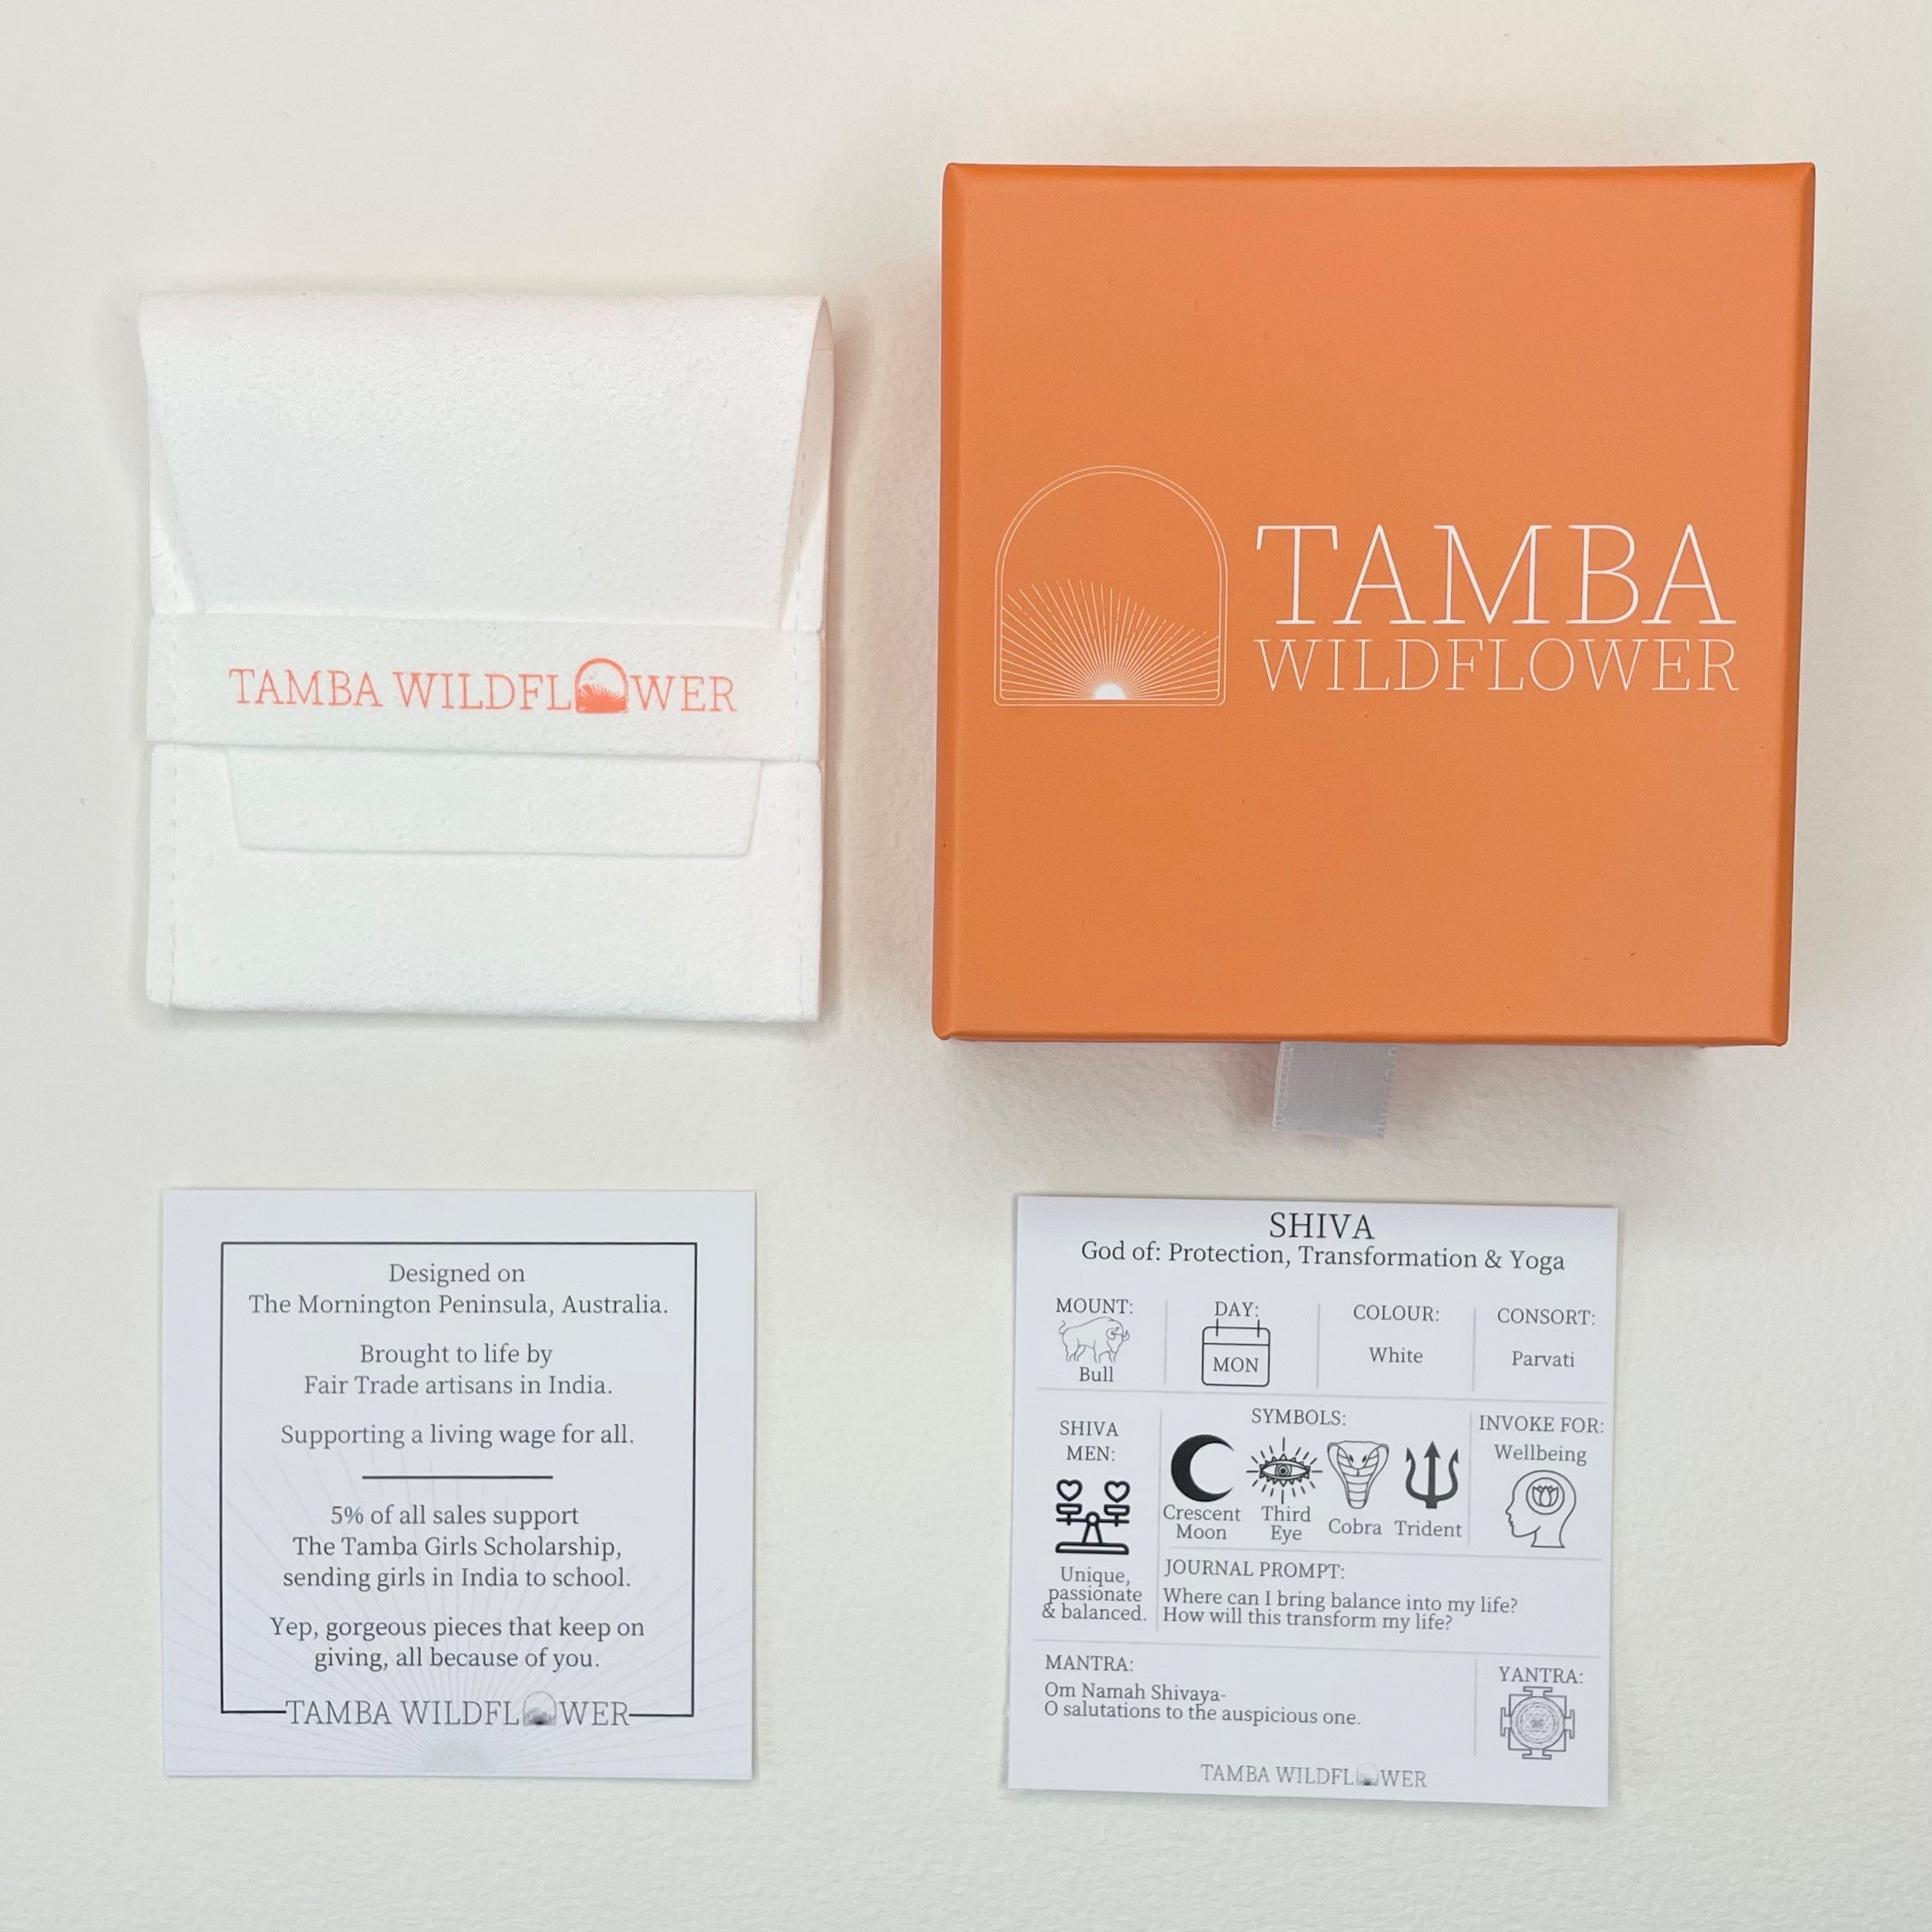 TAMBA WILDFLOWER
TAMBA
WILDFLOWER
Designed on
The Mornington Peninsula, Australia.
Brought to life by
Fair Trade artisans in India.
Supporting a living wage for all.
5% of all sales support
The Tamba Girls Scholarship,
sending girls in India to school.
Yep, gorgeous pieces that keep on
giving, all because of you.
TAMBA WILDFLOWER
SHIVA
God of: Protection, Transformation & Yoga
MOUNT:
Bull
DAY:
MON
COLOUR:
White
CONSORT:
Parvati
SHIVA
MEN:
Unique,
passionate
& balanced.
SYMBOLS:
Crescent
Moon
Third
Eye
Cobra
Trident
INVOKE FOR:
Wellbeing
JOURNAL PROMPT:
Where can I bring balance into my life?
How will this transform my life?
MANTRA:
Om Namah Shivaya-
O salutations to the auspicious one.
YANTRA:
TAMBA WILDFLOWER